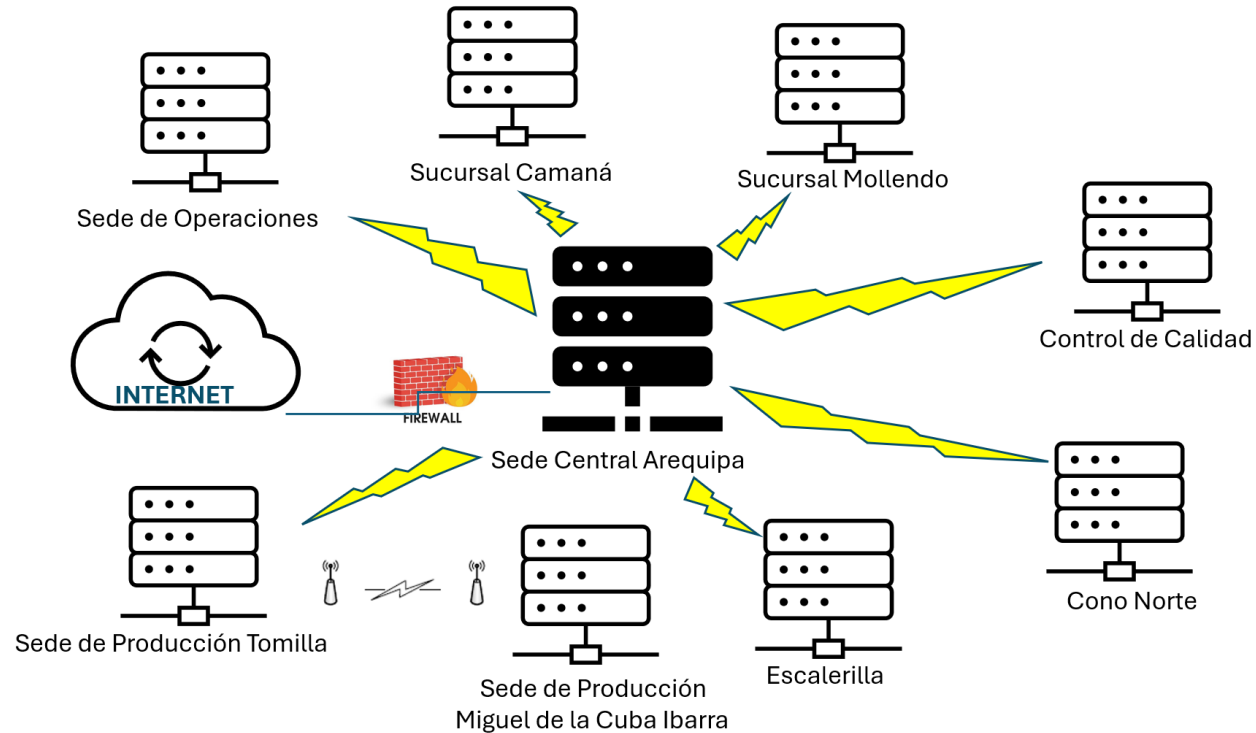 Sucursal Camaná
Sucursal Mollendo
Sede de Operaciones
Control de Calidad
INTERNET
FIREWALL
Sede Central Arequipa
Cono Norte
Sede de Producción Tomilla
Escalerilla
Sede de Producción
Miguel de la Cuba Ibarra